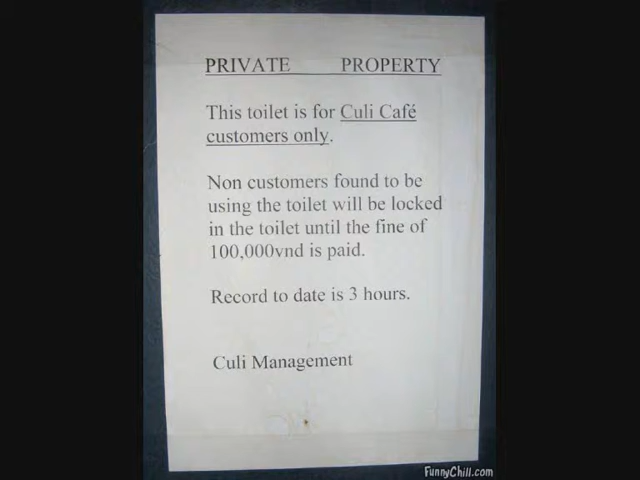 PRIVATE PROPERTY
This toilet is for Culi Café
customers only.
Non customers found to be
using the toilet will be locked
in the toilet until the fine of
100,000vnd is paid.
Record to date is 3 hours.
Culi Management
FunnyChill.com